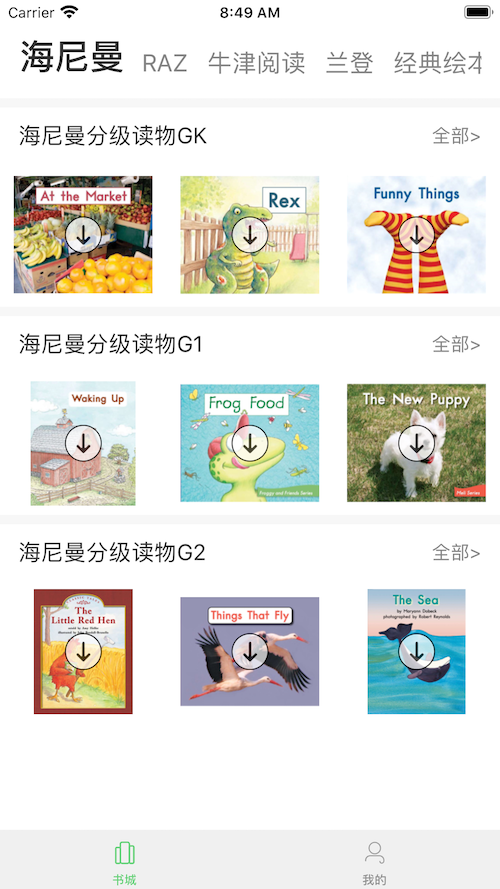 Carrier 8:49 AM
海尼曼 RAZ 牛津阅读 兰登 经典绘本
海尼曼分级读物GK 全部>
At the Market
Rex
Funny Things
海尼曼分级读物G1 全部>
Waking Up
Frog Food
Froggy and Friends Series
The New Puppy
Meli Series
海尼曼分级读物G2 全部>
The
Little Red Hen
Things That Fly
The Sea
by Maryann Dobeck
photographed by Robert Reynolds
书城 我的